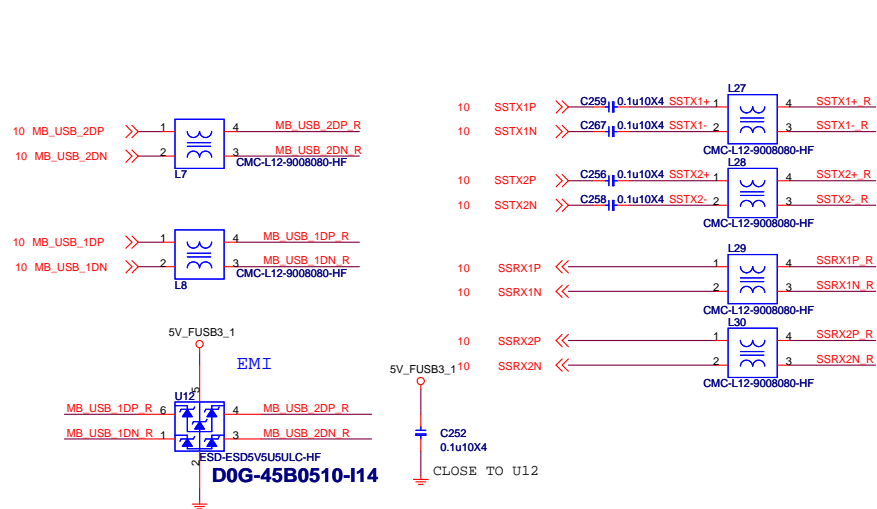 10 MB_USB_2DP 1 4 MB_USB_2DP_R
10 MB_USB_2DN 2 3 MB_USB_2DN_R
CMC-L12-9008080-HF
L7
10 MB_USB_1DP 1 4 MB_USB_1DP_R
10 MB_USB_1DN 2 3 MB_USB_1DN_R
CMC-L12-9008080-HF
L8
5V_FUSB3_1
EMI
U12 5
MB_USB_1DP_R 6 4 MB_USB_2DP_R
MB_USB_1DN_R 1 3 MB_USB_2DN_R
2 ESD-ESD5V5U5ULC-HF
D0G-45B0510-I14
5V_FUSB3_1
C252
0.1u10X4
CLOSE TO U12
L27
10 SSTX1P C259 0.1u10X4 SSTX1+ 1 4 SSTX1+_R
10 SSTX1N C267 0.1u10X4 SSTX1- 2 3 SSTX1-_R
CMC-L12-9008080-HF
L28
10 SSTX2P C256 0.1u10X4 SSTX2+ 1 4 SSTX2+_R
10 SSTX2N C258 0.1u10X4 SSTX2- 2 3 SSTX2-_R
CMC-L12-9008080-HF
L29
10 SSRX1P 1 4 SSRX1P_R
10 SSRX1N 2 3 SSRX1N_R
CMC-L12-9008080-HF
L30
10 SSRX2P 1 4 SSRX2P_R
10 SSRX2N 2 3 SSRX2N_R
CMC-L12-9008080-HF